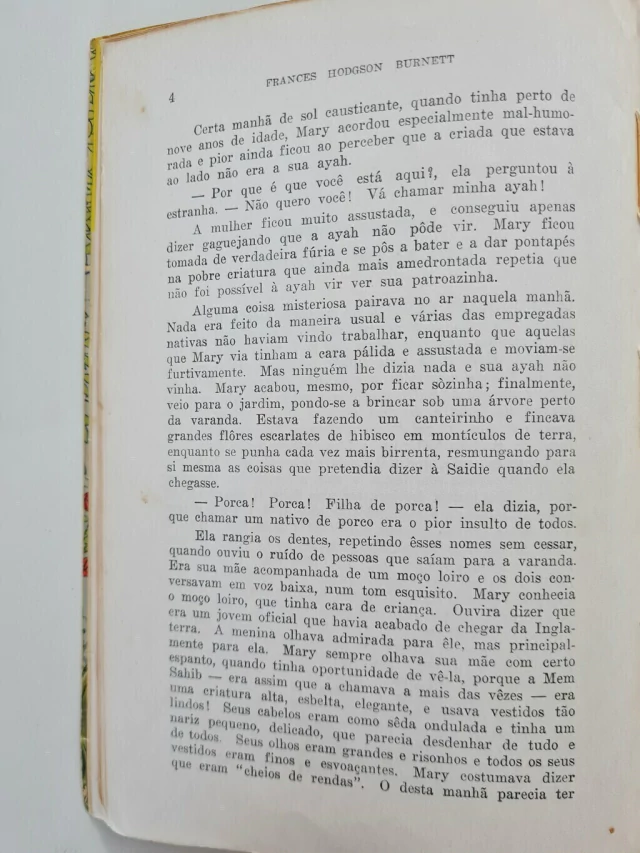 4
FRANCES HODGSON BURNETT
Certa manhã de sol causticante, quando tinha perto de
nove anos de idade, Mary acordou especialmente mal-humo-
rada e pior ainda ficou ao perceber que a criada que estava
ao lado não era a sua ayah.
— Por que é que você está aqui?, ela perguntou à
estranha. — Não quero você! Vá chamar minha ayah!
A mulher ficou muito assustada, e conseguiu apenas
dizer gaguejando que a ayah não pôde vir. Mary ficou
tomada de verdadeira fúria e se pôs a bater e a dar pontapés
na pobre criatura que ainda mais amedrontada repetia que
não foi possível à ayah vir ver sua patroazinha.
Alguma coisa misteriosa pairava no ar naquela manhã.
Nada era feito da maneira usual e várias das empregadas
nativas não haviam vindo trabalhar, enquanto que aquelas
que Mary via tinham a cara pálida e assustada e moviam-se
furtivamente. Mas ninguém lhe dizia nada e sua ayah não
vinha. Mary acabou, mesmo, por ficar sòzinha; finalmente,
veio para o jardim, pondo-se a brincar sob uma árvore perto
da varanda. Estava fazendo um canteirinho e fincava
grandes flôres escarlates de hibisco em montículos de terra,
enquanto se punha cada vez mais birrenta, resmungando para
si mesma as coisas que pretendia dizer à Saidie quando ela
chegasse.
— Porca! Porca! Filha de porca! — ela dizia, por-
que chamar um nativo de porco era o pior insulto de todos.
Ela rangia os dentes, repetindo êsses nomes sem cessar,
quando ouviu o ruído de pessoas que saíam para a varanda.
Era sua mãe acompanhada de um moço loiro e os dois con-
versavam em voz baixa, num tom esquisito. Mary conhecia
o moço loiro, que tinha cara de criança. Ouvira dizer que
era um jovem oficial que havia acabado de chegar da Ingla-
terra. A menina olhava admirada para êle, mas principal-
mente para ela. Mary sempre olhava sua mãe com certo
espanto, quando tinha oportunidade de vê-la, porque a Mem
Sahib — era assim que a chamava a mais das vêzes — era
uma criatura alta, esbelta, elegante, e usava vestidos tão
lindos! Seus cabelos eram como sêda ondulada e tinha um
nariz pequeno, delicado, que parecia desdenhar de tudo e
de todos. Seus olhos eram grandes e risonhos e todos os seus
vestidos eram finos e esvoaçantes. Mary costumava dizer
que eram "cheios de rendas". O desta manhã parecia ter